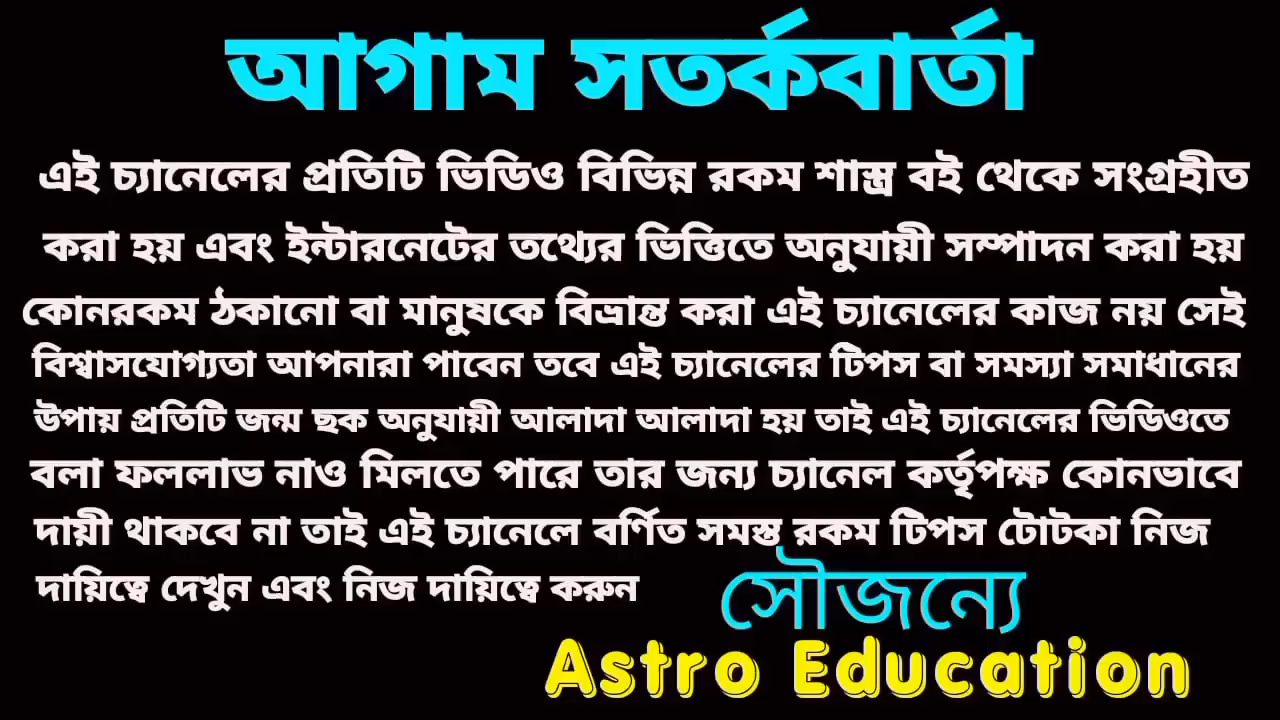 আগাম সতর্কবার্তা
এই চ্যানেলের প্রতিটি ভিডিও বিভিন্ন রকম শাস্ত্র বই থেকে সংগ্রহীত
করা হয় এবং ইন্টারনেটের তথ্যের ভিত্তিতে অনুযায়ী সম্পাদন করা হয়
কোনরকম ঠকানো বা মানুষকে বিভ্রান্ত করা এই চ্যানেলের কাজ নয় সেই
বিশ্বাসযোগ্যতা আপনারা পাবেন তবে এই চ্যানেলের টিপস বা সমস্যা সমাধানের
উপায় প্রতিটি জন্ম ছক অনুযায়ী আলাদা আলাদা হয় তাই এই চ্যানেলের ভিডিওতে
বলা ফললাভ নাও মিলতে পারে তার জন্য চ্যানেল কর্তৃপক্ষ কোনভাবে
দায়ী থাকবে না তাই এই চ্যানেলে বর্ণিত সমস্ত রকম টিপস টোটকা নিজ
দায়িত্বে দেখুন এবং নিজ দায়িত্বে করুন
সৌজন্যে
Astro Education